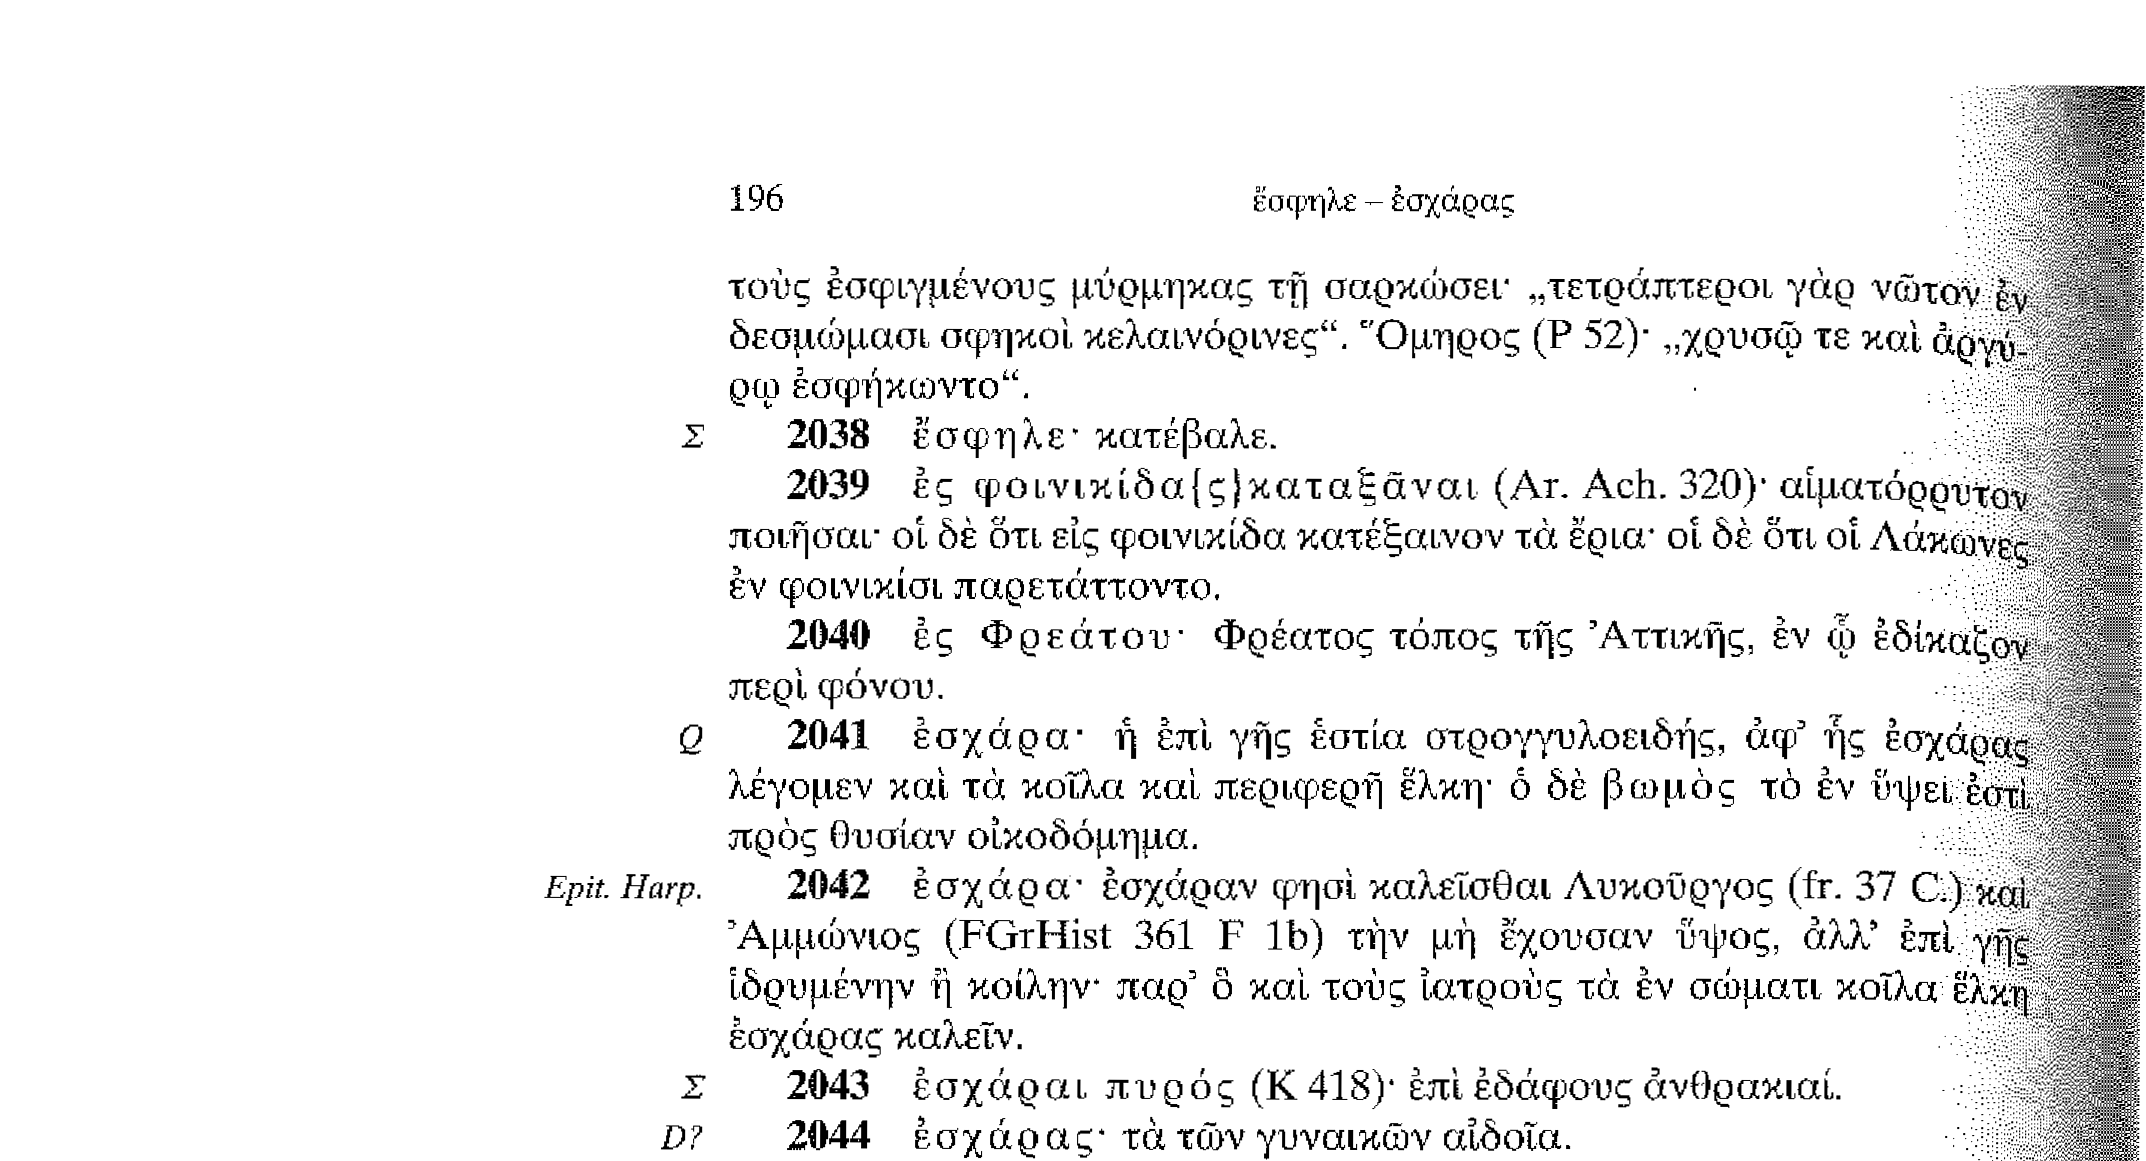 196 ἔσφηλε – ἐσχάρας
τοὺς ἐσφιγμένους μύρμηκας τῇ σαρκώσει· „τετράπτεροι γὰρ νῶτον ἐν
δεσμώμασι σφηκοὶ κελαινόρινες“. Ὅμηρος (Ρ 52)· „χρυσῷ τε καὶ ἀργύ-
ρῳ ἐσφήκωντο“.
Σ 2038 ἔσφηλε· κατέβαλε.
2039 ἐς φοινικίδα{ς}καταξᾶναι (Ar. Ach. 320)· αἱματόρρυτον
ποιῆσαι· οἱ δὲ ὅτι εἰς φοινικίδα κατέξαινον τὰ ἔρια· οἱ δὲ ὅτι οἱ Λάκωνες
ἐν φοινικίσι παρετάττοντο.
2040 ἐς Φρεάτου· Φρέατος τόπος τῆς Ἀττικῆς, ἐν ᾧ ἐδίκαζον
περὶ φόνου.
Q 2041 ἐσχάρα· ἡ ἐπὶ γῆς ἑστία στρογγυλοειδής, ἀφ’ ἧς ἐσχάρας
λέγομεν καὶ τὰ κοῖλα καὶ περιφερῆ ἕλκη· ὁ δὲ βωμὸς τὸ ἐν ὕψει ἐστὶ
πρὸς θυσίαν οἰκοδόμημα.
Epit. Harp. 2042 ἐσχάρα· ἐσχάραν φησὶ καλεῖσθαι Λυκοῦργος (fr. 37 C.) καὶ
Ἀμμώνιος (FGrHist 361 F 1b) τὴν μὴ ἔχουσαν ὕψος, ἀλλ’ ἐπὶ γῆς
ἱδρυμένην ἢ κοίλην· παρ’ ὃ καὶ τοὺς ἰατροὺς τὰ ἐν σώματι κοῖλα ἕλκη
ἐσχάρας καλεῖν.
Σ 2043 ἐσχάραι πυρός (Κ 418)· ἐπὶ ἐδάφους ἀνθρακιαί.
D? 2044 ἐσχάρας· τὰ τῶν γυναικῶν αἰδοῖα.